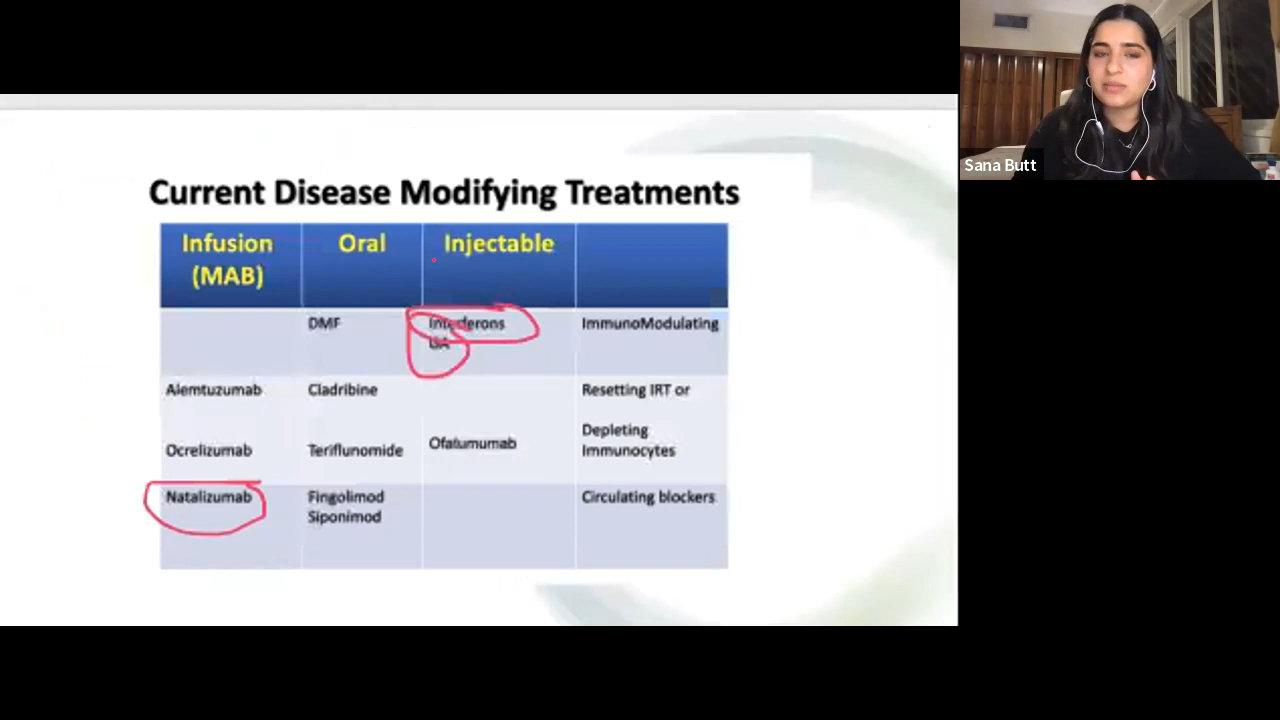 Sana Butt
Current Disease Modifying Treatments
Infusion (MAB) Oral Injectable
DMF Interferons ImmunoModulating
Alemtuzumab Cladribine Resetting IRT or
Depleting
Ocrelizumab Teriflunomide Ofatumumab Immunocytes
Natalizumab Fingolimod Circulating blockers
Siponimod